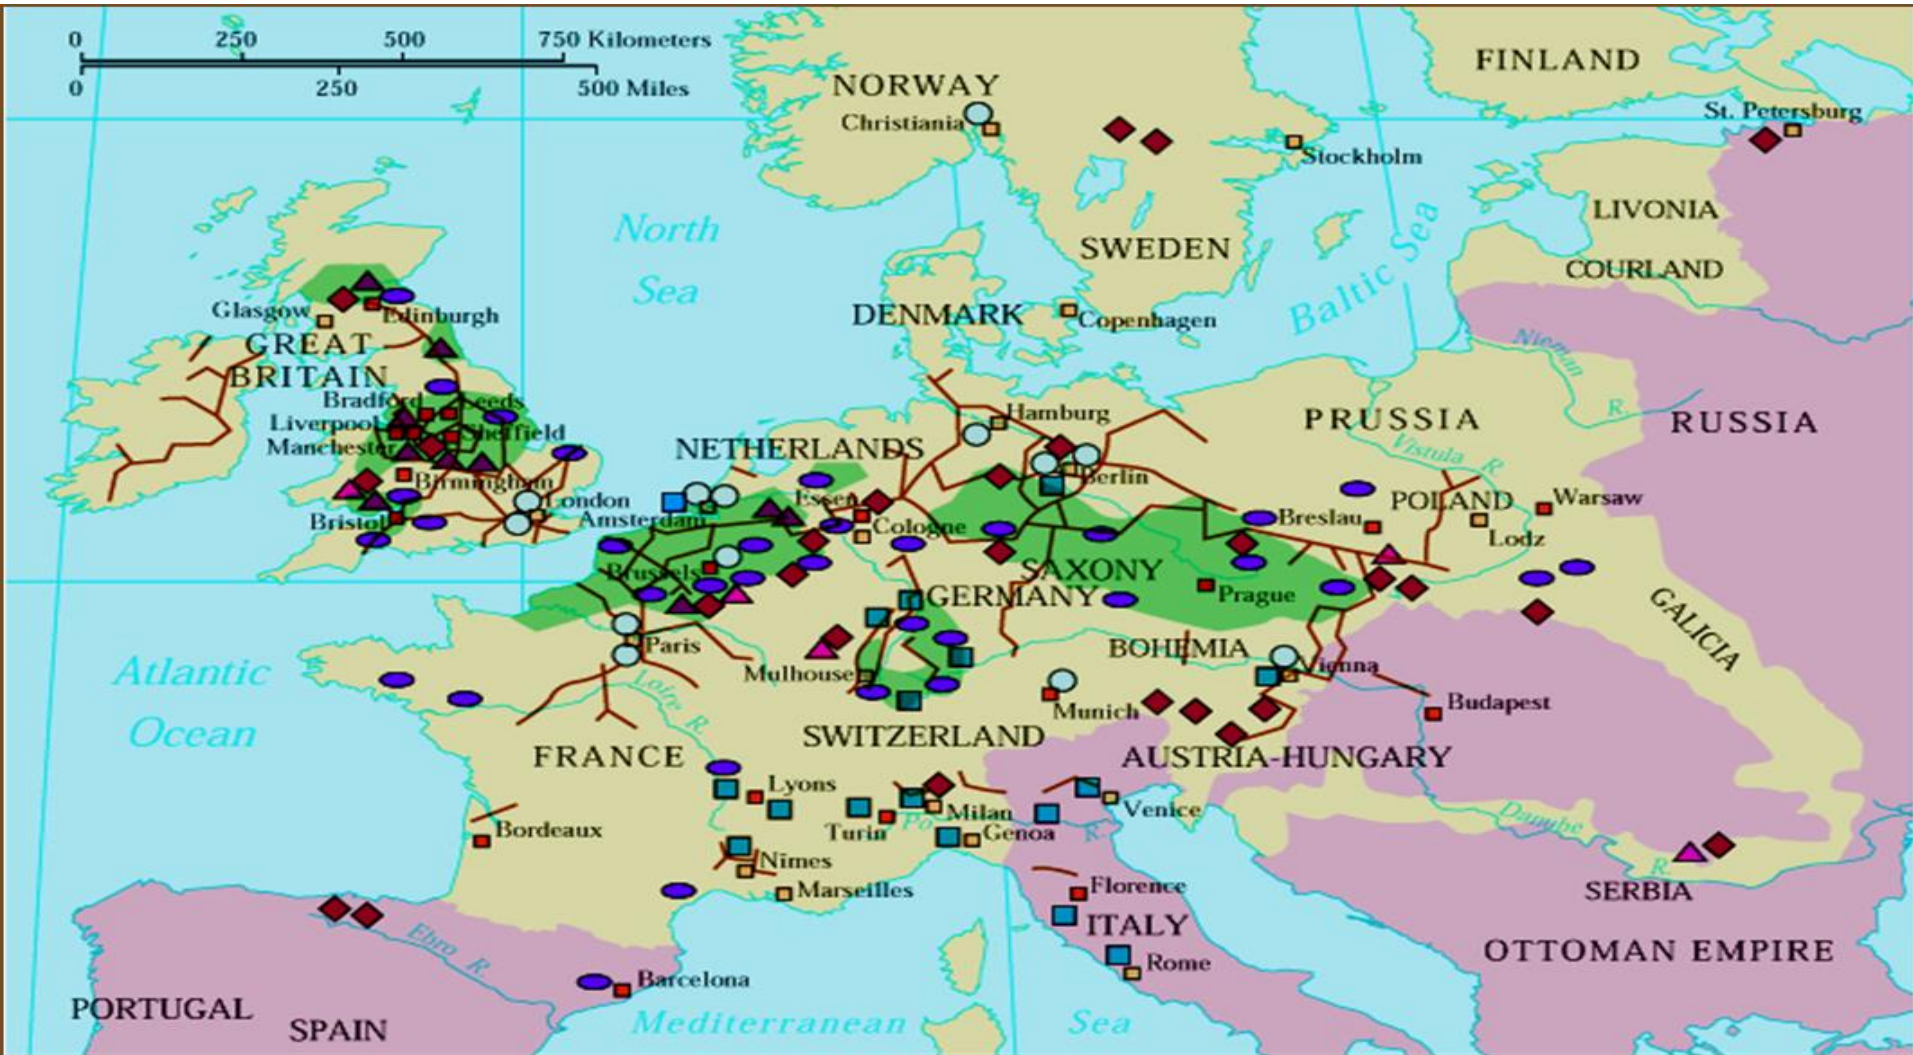 0 250 500 750 Kilometers
0 250 500 Miles
NORWAY
FINLAND
Christiania
St. Petersburg
Stockholm
North
Sea
LIVONIA
SWEDEN
Baltic Sea
COURLAND
Glasgow
Edinburgh
DENMARK
Copenhagen
GREAT
BRITAIN
Niemun
R.
Bradford
Leeds
Liverpool
Sheffield
Manchester
Hamburg
PRUSSIA
RUSSIA
NETHERLANDS
Vistula R.
Birmingham
Berlin
London
Essen
POLAND
Warsaw
Bristol
Amsterdam
Cologne
Breslau
Lodz
Brussels
SAXONY
GERMANY
Prague
GALICIA
Paris
BOHEMIA
Vienna
Atlantic
Ocean
Mulhouse
Loire R.
Munich
Budapest
SWITZERLAND
FRANCE
AUSTRIA-HUNGARY
Lyons
Milan
Venice
Bordeaux
Turin
Po
Genoa
R.
Danube
R.
Nîmes
Marseilles
Florence
SERBIA
ITALY
Ebro R.
OTTOMAN EMPIRE
Rome
Barcelona
PORTUGAL
SPAIN
Mediterranean
Sea